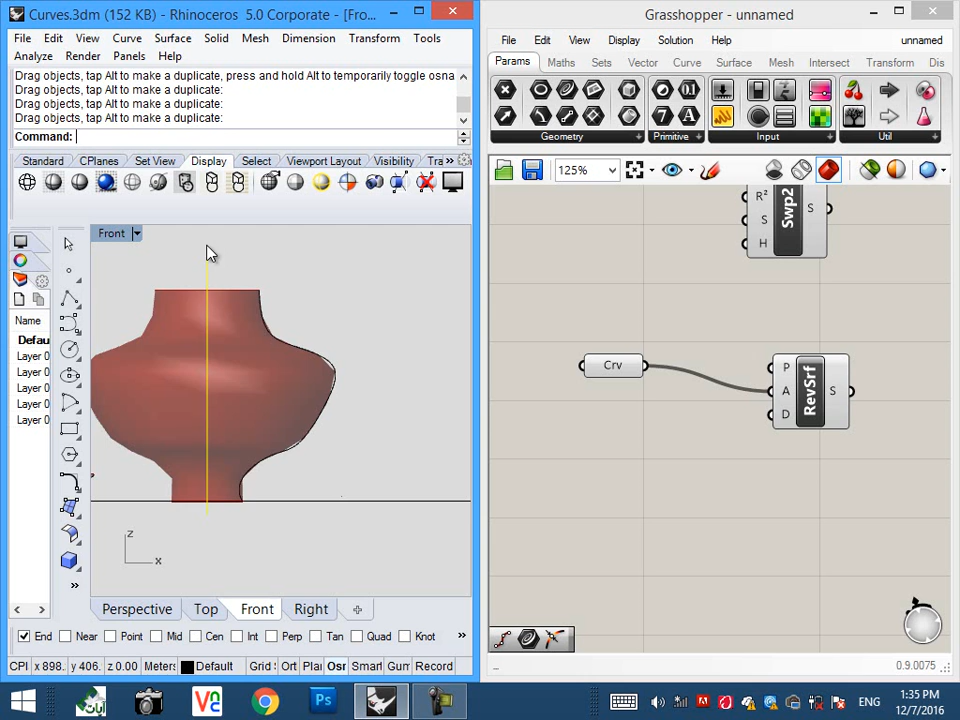 Curves.3dm (152 KB) - Rhinoceros 5.0 Corporate - [Fro...
File Edit View Curve Surface Solid Mesh Dimension Transform Tools
Analyze Render Panels Help
Drag objects, tap Alt to make a duplicate, press and hold Alt to temporarily toggle osna
Drag objects, tap Alt to make a duplicate:
Drag objects, tap Alt to make a duplicate:
Drag objects, tap Alt to make a duplicate:
Command:
Standard CPlanes Set View Display Select Viewport Layout Visibility Tra »
Front
Name
Defau
Layer 0
Layer 0
Layer 0
Layer 0
Layer 0
z
x
»
Perspective Top Front Right
End Near Point Mid Cen Int Perp Tan Quad Knot »
CPl x 898.. y 406. z 0.00 Meters Default Grid S Ort Plar Osr Smart Gum Record
Grasshopper - unnamed
File Edit View Display Solution Help unnamed
Params Maths Sets Vector Curve Surface Mesh Intersect Transform Dis
Geometry Primitive Input Util
125%
R²
S
H
Swp2
S
Crv
P
A
D
RevSrf
S
0.9.0075
Ps
ENG
1:35 PM
12/7/2016